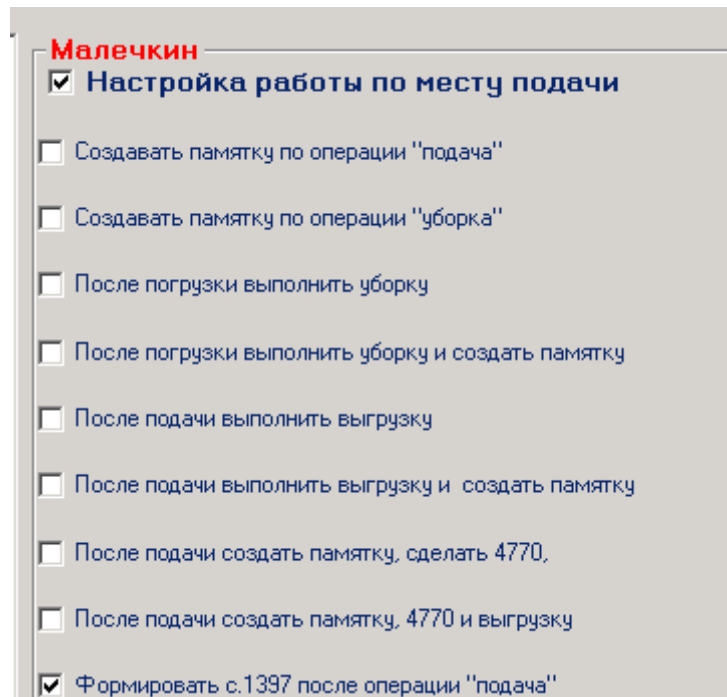 Малечкин
Настройка работы по месту подачи
Создавать памятку по операции "подача"
Создавать памятку по операции "уборка"
После погрузки выполнить уборку
После погрузки выполнить уборку и создать памятку
После подачи выполнить выгрузку
После подачи выполнить выгрузку и  создать памятку
После подачи создать памятку, сделать 4770,
После подачи создать памятку, 4770 и выгрузку
Формировать с.1397 после операции "подача"